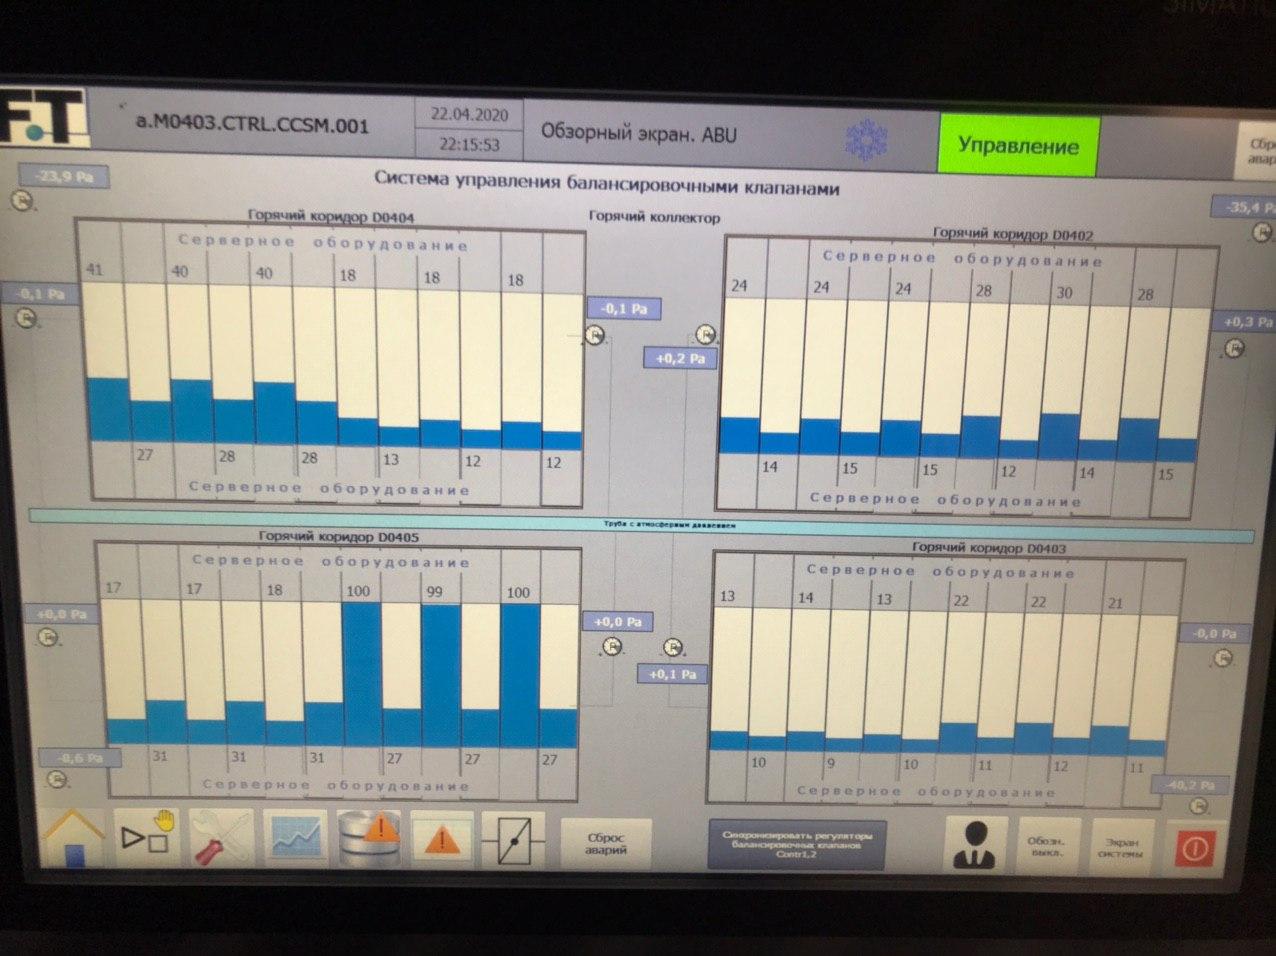 F.T
a.M0403.CTRL.CCSM.001
22.04.2020
22:15:53
Обзорный экран. ABU
Управление
-23,9 Pa
Система управления балансировочными клапанами
-35,4 Pa
Горячий коридор D0404
Горячий коллектор
Горячий коридор D0402
Серверное оборудование
Серверное оборудование
41 40 40 18 18 18
24 24 24 28 30 28
-0,1 Pa
-0,1 Pa
+0,2 Pa
+0,3 Pa
27 28 28 13 12 12
14 15 15 12 14 15
Серверное оборудование
Серверное оборудование
Труба с атмосферным давлением
Горячий коридор D0405
Горячий коридор D0403
Серверное оборудование
Серверное оборудование
17 17 18 100 99 100
13 14 13 22 22 21
+0,0 Pa
+0,0 Pa
+0,1 Pa
-0,0 Pa
31 31 31 27 27 27
10 9 10 11 12 11
-0,6 Pa
Серверное оборудование
Серверное оборудование
-40,2 Pa
Сброс
аварий
Синхронизировать регуляторы
балансировочных клапанов
Contr1,2
Обозн.
выкл.
Экран
системы